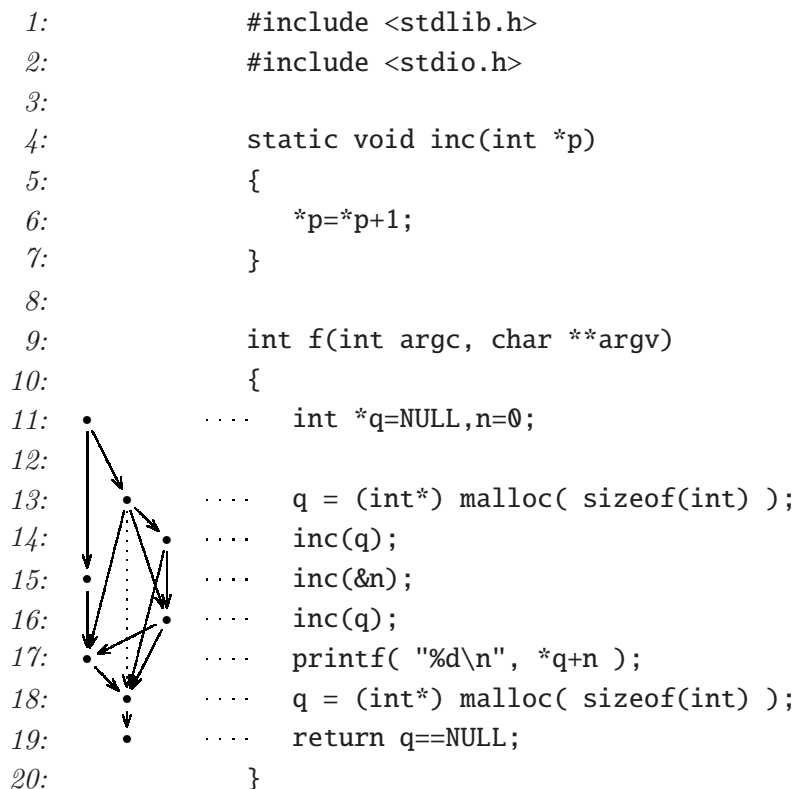 1: #include <stdlib.h>
2: #include <stdio.h>
3:
4: static void inc(int *p)
5: {
6: *p=*p+1;
7: }
8:
9: int f(int argc, char **argv)
10: {
11: int *q=NULL,n=0;
12:
13: q = (int*) malloc( sizeof(int) );
14: inc(q);
15: inc(&n);
16: inc(q);
17: printf( "%d\n", *q+n );
18: q = (int*) malloc( sizeof(int) );
19: return q==NULL;
20: }